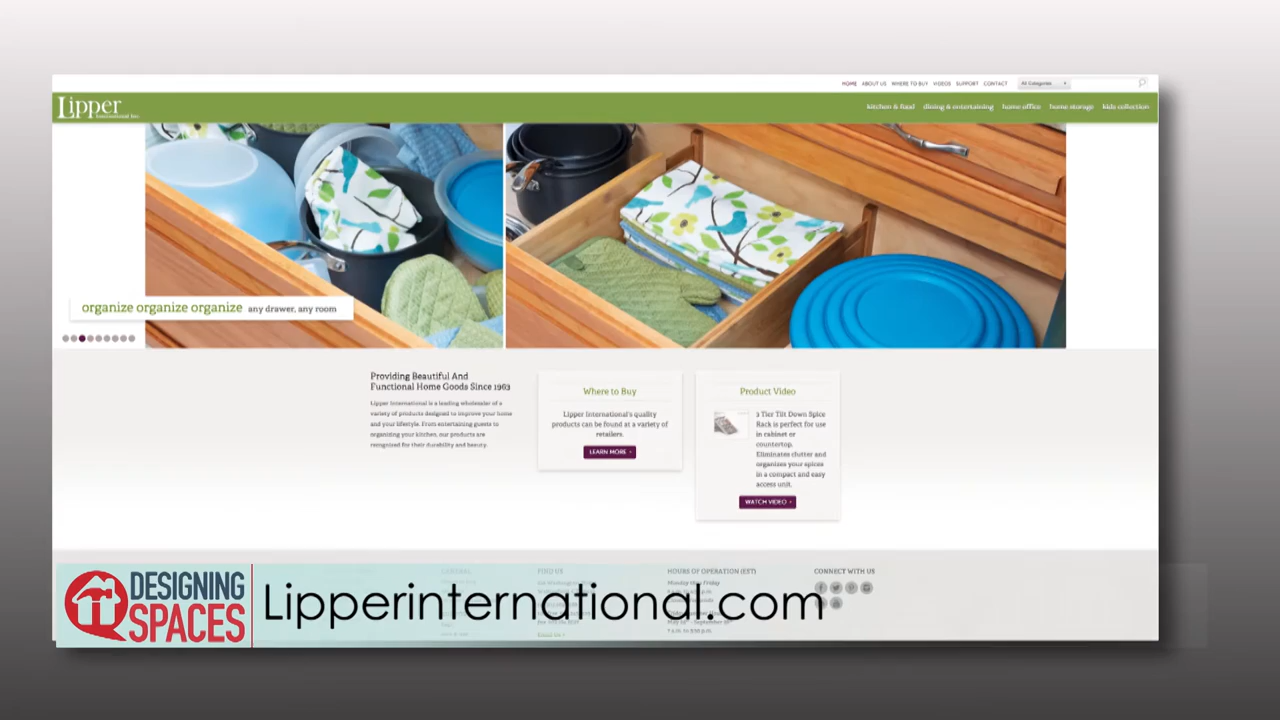 HOME ABOUT US WHERE TO BUY VIDEOS SUPPORT CONTACT All Categories
Lipper
International Inc.
kitchen & food dining & entertaining home office home storage kids collection
organize organize organize any drawer, any room
Providing Beautiful And
Functional Home Goods Since 1963
Lipper International is a leading wholesaler of a
variety of products designed to improve your home
and your lifestyle. From entertaining guests to
organizing your kitchen, our products are
recognized for their durability and beauty.
Where to Buy
Lipper International's quality
products can be found at a variety of
retailers.
LEARN MORE
Product Video
3 Tier Tilt Down Spice
Rack is perfect for use
in cabinet or
countertop.
Eliminates clutter and
organizes your spices
in a compact and easy
access unit.
WATCH VIDEO
GENERAL
FIND US
HOURS OF OPERATION (EST)
CONNECT WITH US
DESIGNING
SPACES
Lipperinternational.com